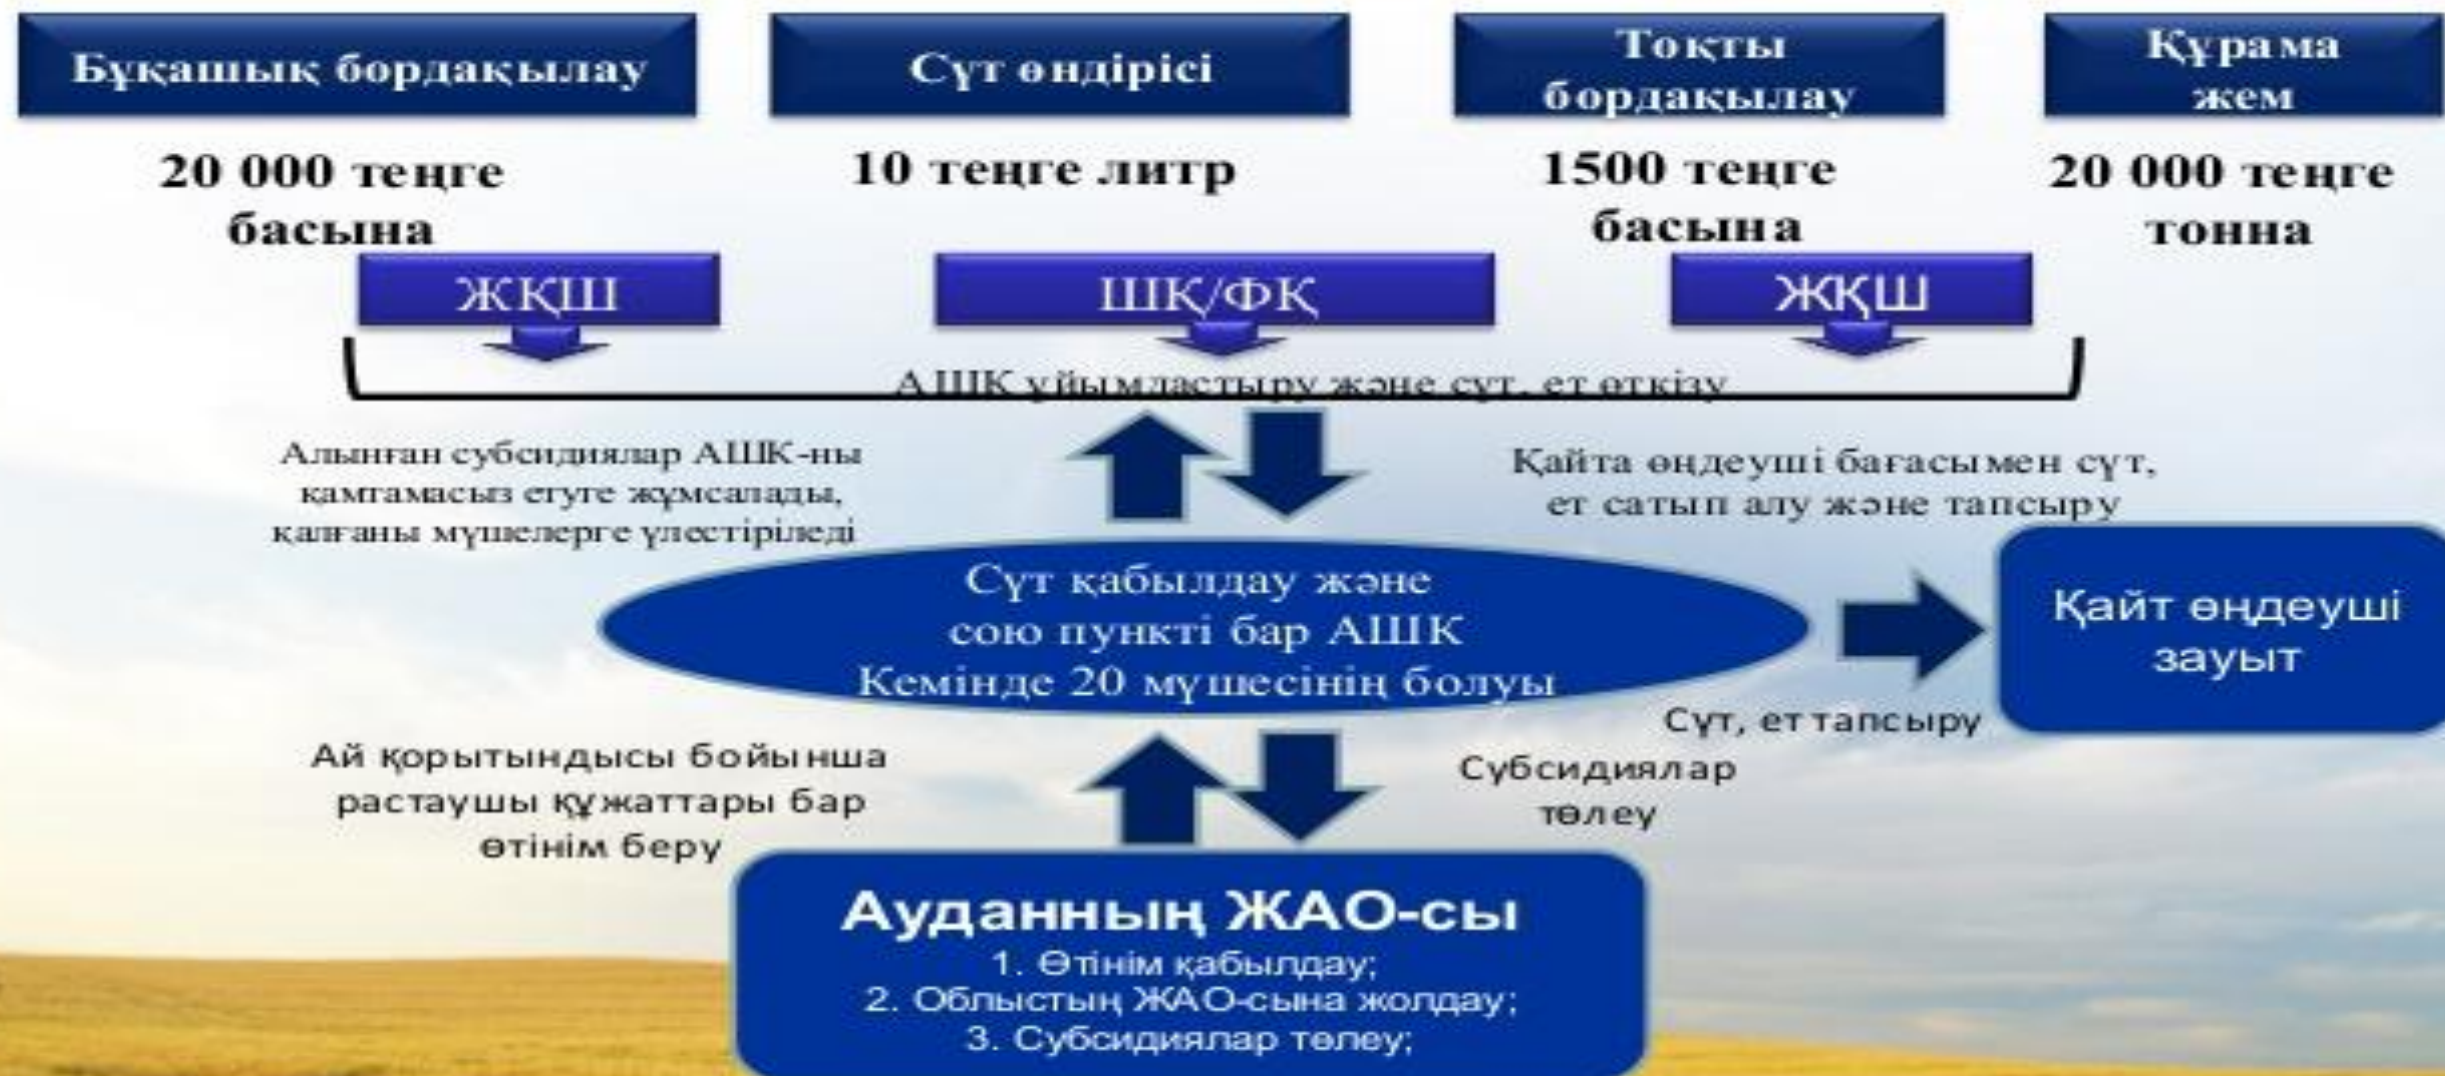 Бұқашық бордақылау
Сүт өндірісі
Тоқты
бордақылау
Құрама
жем
20 000 теңге
басына
10 теңге литр
1500 теңге
басына
20 000 теңге
тонна
ЖҚШ
ШҚ/ФҚ
ЖҚШ
АШК ұйымдастыру және сүт, ет өткізу
Алынған субсидиялар АШК-ны
қамтамасыз етуге жұмсалады,
қалғаны мүшелерге үлестіріледі
Қайта өңдеуші бағасымен сүт,
ет сатып алу және тапсыру
Сүт қабылдау және
сою пункті бар АШК
Кемінде 20 мүшесінің болуы
Қайт өңдеуші
зауыт
Сүт, ет тапсыру
Ай қорытындысы бойынша
растаушы құжаттары бар
өтінім беру
Субсидиялар
төлеу
Ауданның ЖАО-сы
1. Өтінім қабылдау;
2. Облыстың ЖАО-сына жолдау;
3. Субсидиялар төлеу;